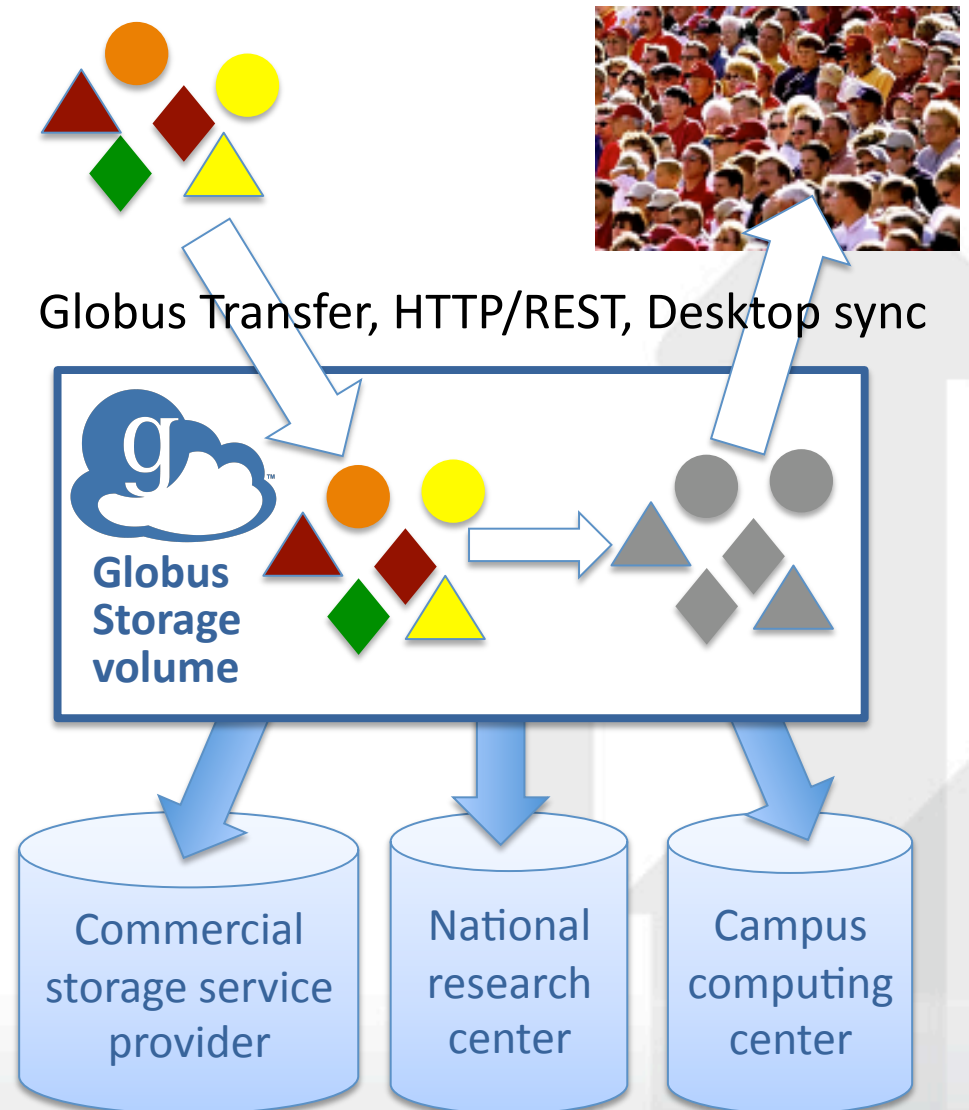 Globus Transfer, HTTP/REST, Desktop sync
g
™
Globus
Storage
volume
Commercial
storage service
provider
National
research
center
Campus
computing
center